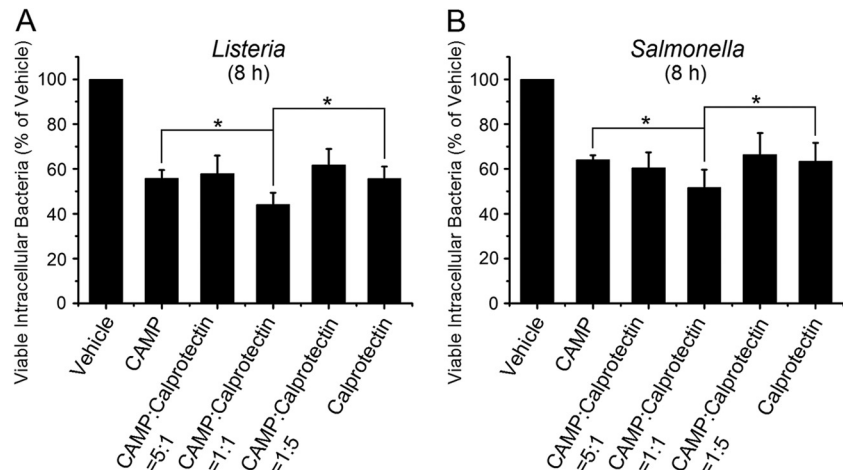 A
Listeria
(8 h)
Viable Intracellular Bacteria (% of Vehicle)
100
80
60
40
20
0
*
*
Vehicle
CAMP
CAMP:Calprotectin
=5:1
CAMP:Calprotectin
=1:1
CAMP:Calprotectin
=1:5
Calprotectin
B
Salmonella
(8 h)
Viable Intracellular Bacteria (% of Vehicle)
100
80
60
40
20
0
*
*
Vehicle
CAMP
CAMP:Calprotectin
=5:1
CAMP:Calprotectin
=1:1
CAMP:Calprotectin
=1:5
Calprotectin